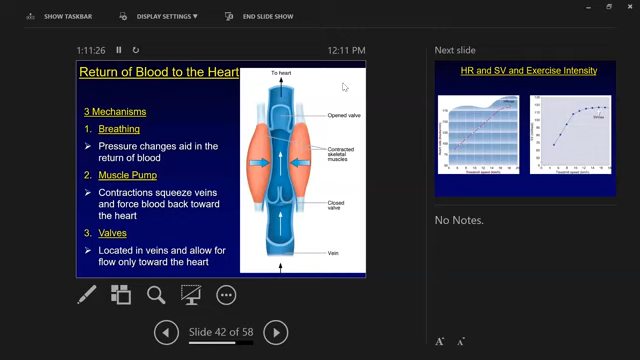 SHOW TASKBAR
DISPLAY SETTINGS ▼
END SLIDE SHOW
1:11:26
12:11 PM
Return of Blood to the Heart
3 Mechanisms
1. Breathing
➢ Pressure changes aid in the
return of blood
2. Muscle Pump
➢ Contractions squeeze veins
and force blood back toward
the heart
3. Valves
➢ Located in veins and allow for
flow only toward the heart
To heart
Opened valve
Contracted
skeletal
muscles
Closed
valve
Vein
Slide 42 of 58
Next slide
HR and SV and Exercise Intensity
No Notes.
A
A